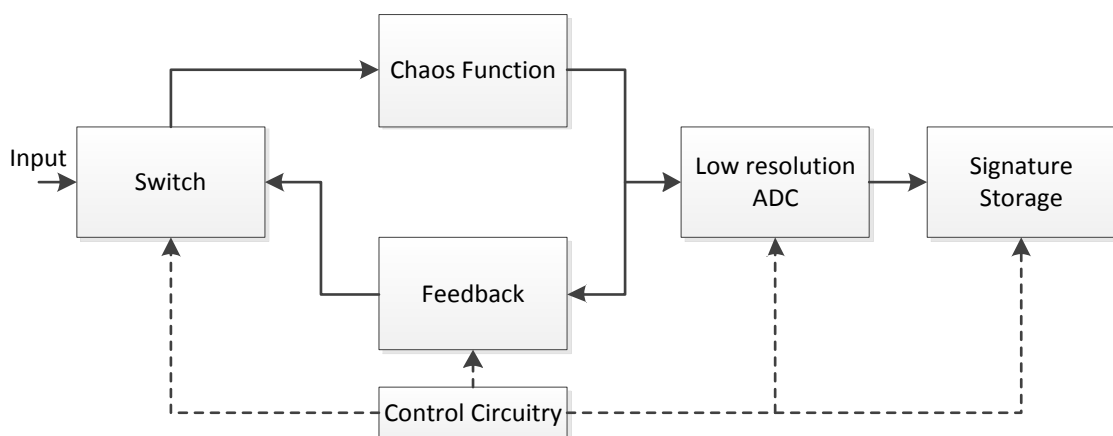 Chaos Function
Input
Switch
Low resolution
ADC
Signature
Storage
Feedback
Control Circuitry